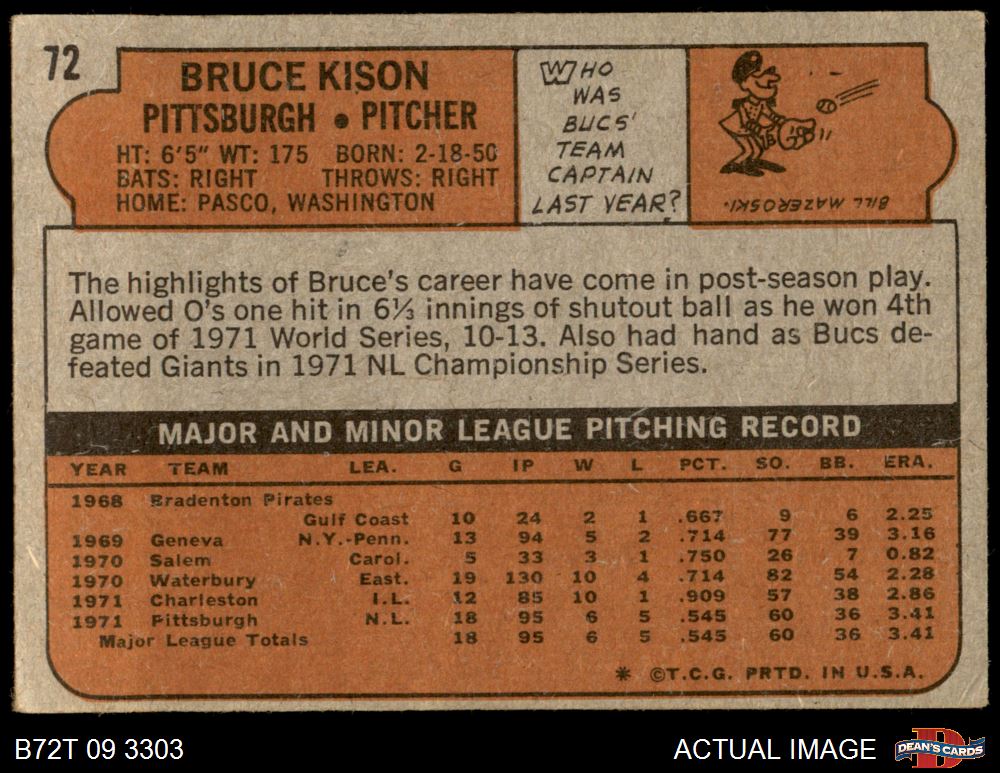 72
BRUCE KISON
PITTSBURGH • PITCHER
HT: 6'5" WT: 175 BORN: 2-18-50
BATS: RIGHT THROWS: RIGHT
HOME: PASCO, WASHINGTON
WHO
WAS
BUCS'
TEAM
CAPTAIN
LAST YEAR?
BILL MAZEROSKI.
The highlights of Bruce's career have come in post-season play.
Allowed O's one hit in 6⅓ innings of shutout ball as he won 4th
game of 1971 World Series, 10-13. Also had hand as Bucs de-
feated Giants in 1971 NL Championship Series.
MAJOR AND MINOR LEAGUE PITCHING RECORD
YEAR TEAM LEA. G IP W L PCT. SO. BB. ERA.
1968 Bradenton Pirates
Gulf Coast 10 24 2 1 .667 9 6 2.25
1969 Geneva N.Y.-Penn. 13 94 5 2 .714 77 39 3.16
1970 Salem Carol. 5 33 3 1 .750 26 7 0.82
1970 Waterbury East. 19 130 10 4 .714 82 54 2.28
1971 Charleston I.L. 12 85 10 1 .909 57 38 2.86
1971 Pittsburgh N.L. 18 95 6 5 .545 60 36 3.41
Major League Totals 18 95 6 5 .545 60 36 3.41
* ©T.C.G. PRTD. IN U.S.A.
B72T 09 3303
ACTUAL IMAGE
D
DEAN'S CARDS